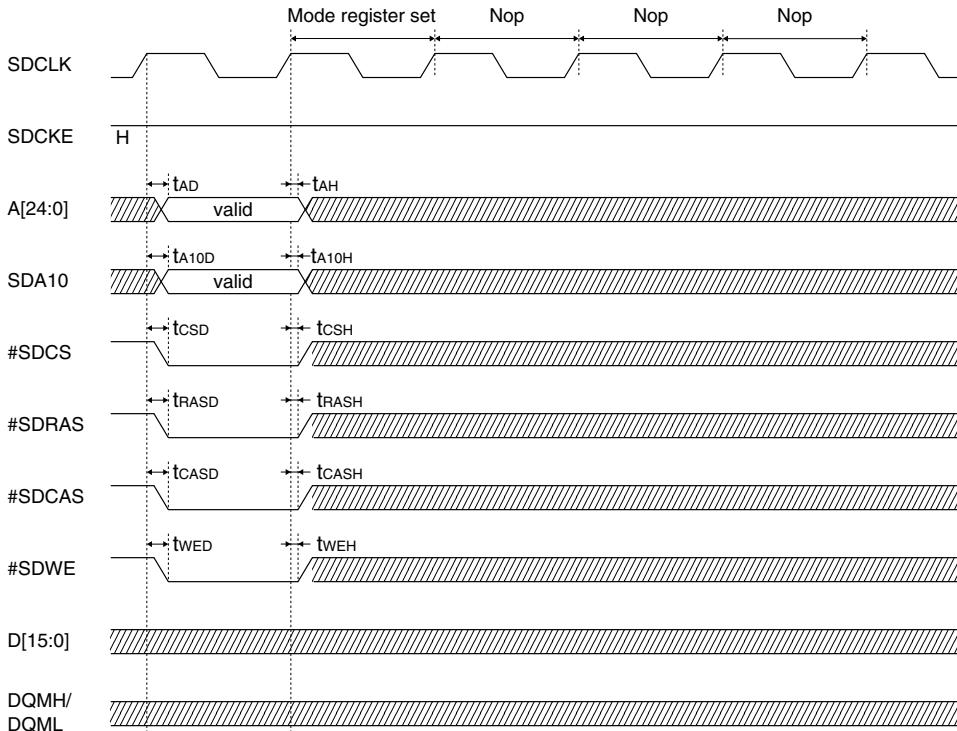 Mode register set Nop Nop Nop
SDCLK
SDCKE H
tAD tAH
A[24:0] valid
tA10D tA10H
SDA10 valid
tCSD tCSH
#SDCS
tRASD tRASH
#SDRAS
tCASD tCASH
#SDCAS
tWED tWEH
#SDWE
D[15:0]
DQMH/
DQML